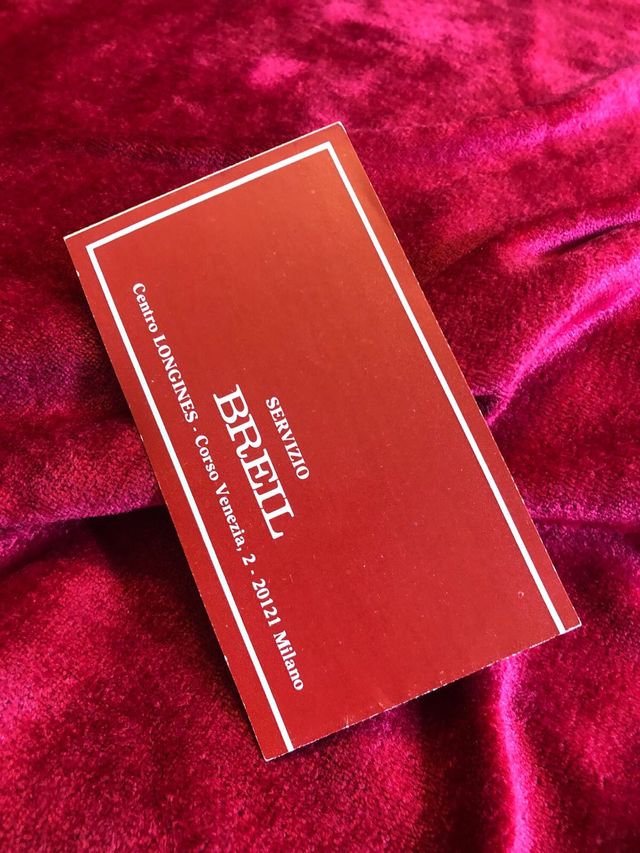 SERVIZIO
BREIL
Centro LONGINES - Corso Venezia, 2 - 20121 Milano